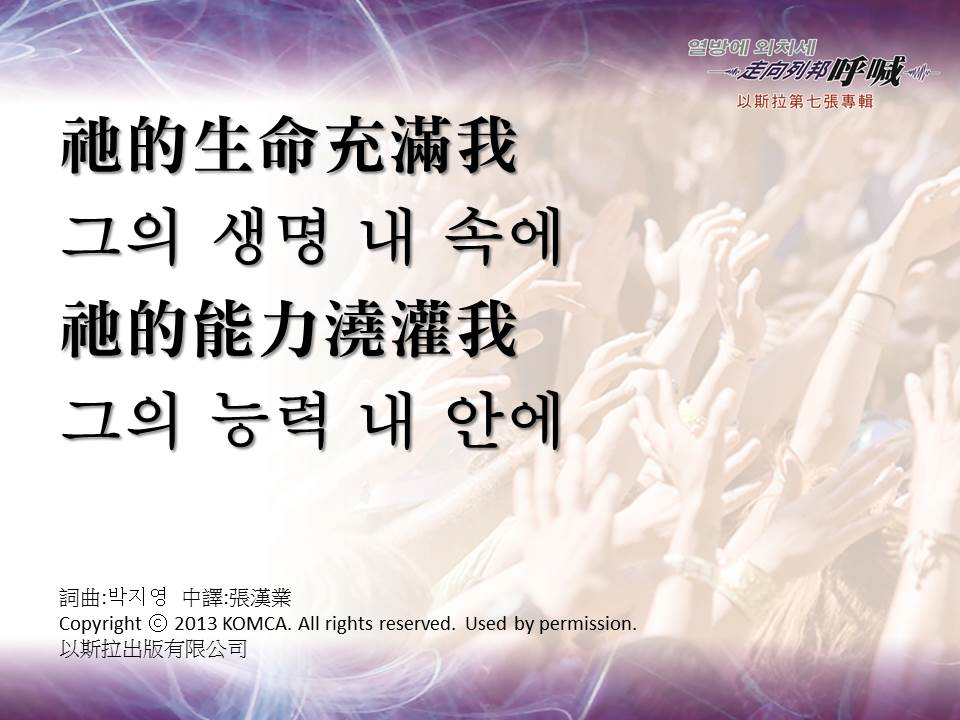 열방에 외치세
走向列邦呼喊
以斯拉第七張專輯
祂的生命充滿我
그의 생명 내 속에
祂的能力澆灌我
그의 능력 내 안에
詞曲:박지영 中譯:張漢業
Copyright ⓒ 2013 KOMCA. All rights reserved. Used by permission.
以斯拉出版有限公司